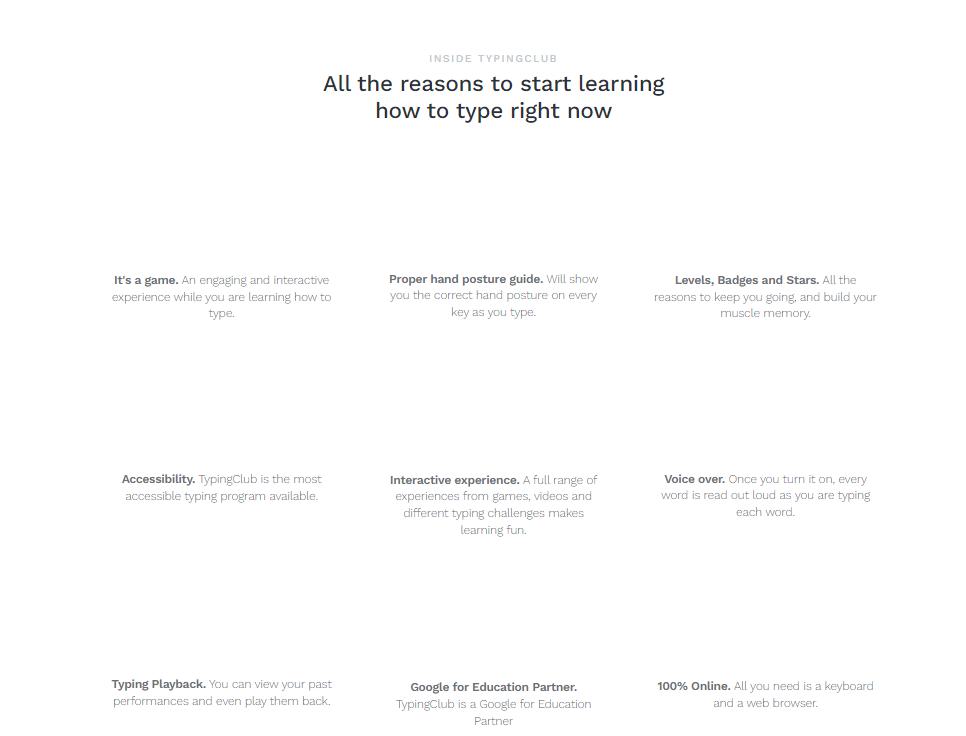 INSIDE TYPINGCLUB
All the reasons to start learning
how to type right now
It's a game. An engaging and interactive
experience while you are learning how to
type.
Proper hand posture guide. Will show
you the correct hand posture on every
key as you type.
Levels, Badges and Stars. All the
reasons to keep you going, and build your
muscle memory.
Accessibility. TypingClub is the most
accessible typing program available.
Interactive experience. A full range of
experiences from games, videos and
different typing challenges makes
learning fun.
Voice over. Once you turn it on, every
word is read out loud as you are typing
each word.
Typing Playback. You can view your past
performances and even play them back.
Google for Education Partner.
TypingClub is a Google for Education
Partner
100% Online. All you need is a keyboard
and a web browser.